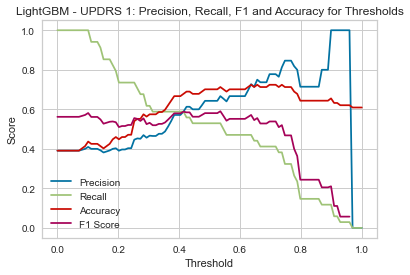 LightGBM - UPDRS 1: Precision, Recall, F1 and Accuracy for Thresholds
1.0
0.8
0.6
0.4
0.2
0.0
Score
Precision
Recall
Accuracy
F1 Score
0.0 0.2 0.4 0.6 0.8 1.0
Threshold